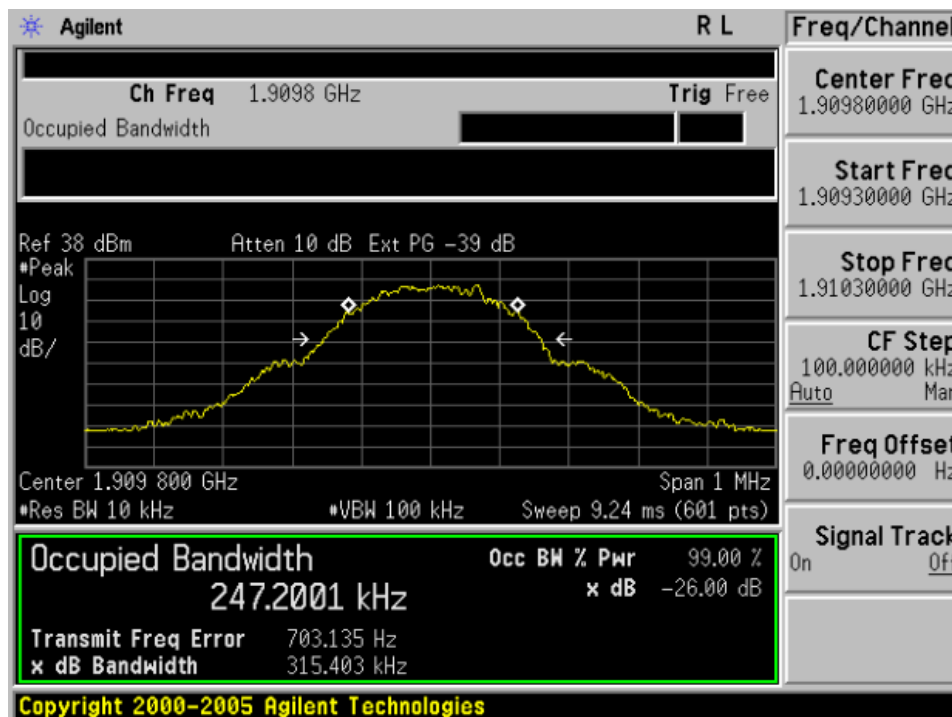 Agilent R L
Ch Freq 1.9098 GHz Trig Free
Occupied Bandwidth
Ref 38 dBm Atten 10 dB Ext PG -39 dB
#Peak
Log
10
dB/
Center 1.909 800 GHz Span 1 MHz
#Res BW 10 kHz #VBW 100 kHz Sweep 9.24 ms (601 pts)
Occupied Bandwidth Occ BW % Pwr 99.00 %
247.2001 kHz x dB -26.00 dB
Transmit Freq Error 703.135 Hz
x dB Bandwidth 315.403 kHz
Copyright 2000-2005 Agilent Technologies
Freq/Channel
Center Freq
1.90980000 GHz
Start Freq
1.90930000 GHz
Stop Freq
1.91030000 GHz
CF Step
100.000000 kHz
Auto Man
Freq Offset
0.00000000 Hz
Signal Track
On Off